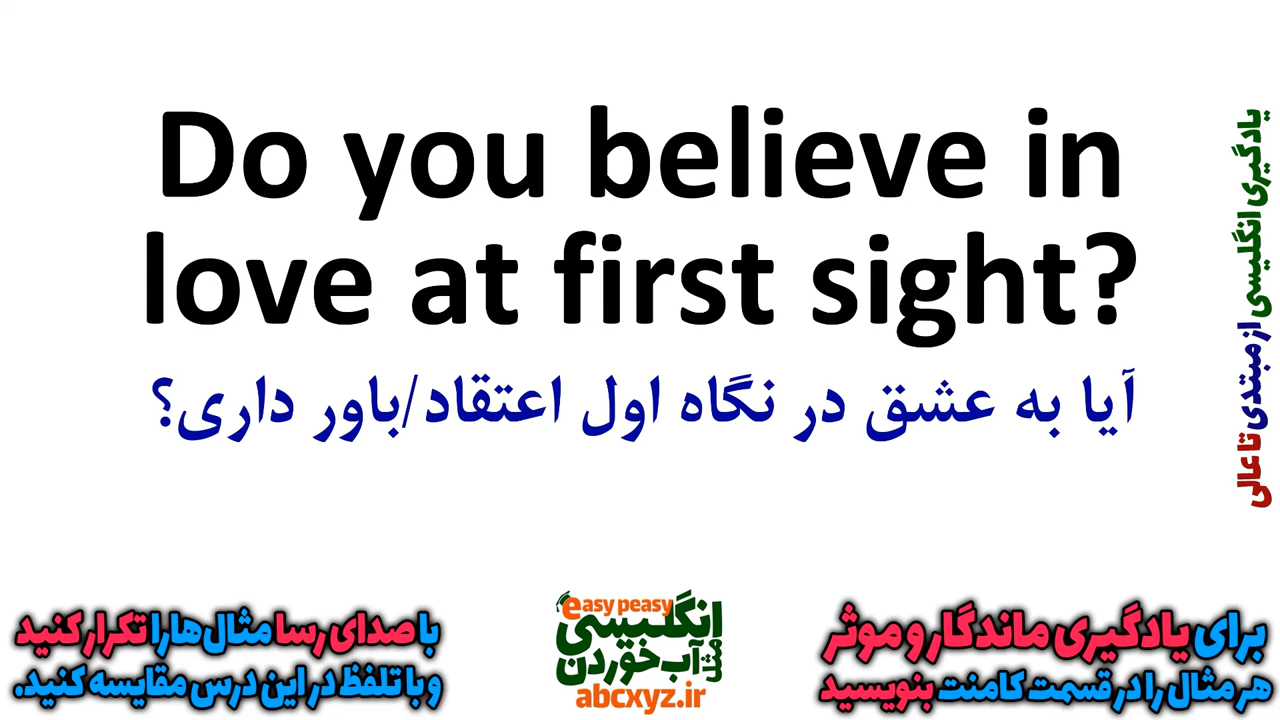 Do you believe in
love at first sight?
آیا به عشق در نگاه اول اعتقاد/باور داری؟
یادگیری انگلیسی از مبتدی تا عالی
برای یادگیری ماندگار و موثر
هر مثال را در قسمت کامنت بنویسید
easy peasy
انگلیسی
مثل آب خوردن
abcxyz.ir
با صدای رسا مثال‌ها را تکرار کنید
و با تلفظ در این درس مقایسه کنید.